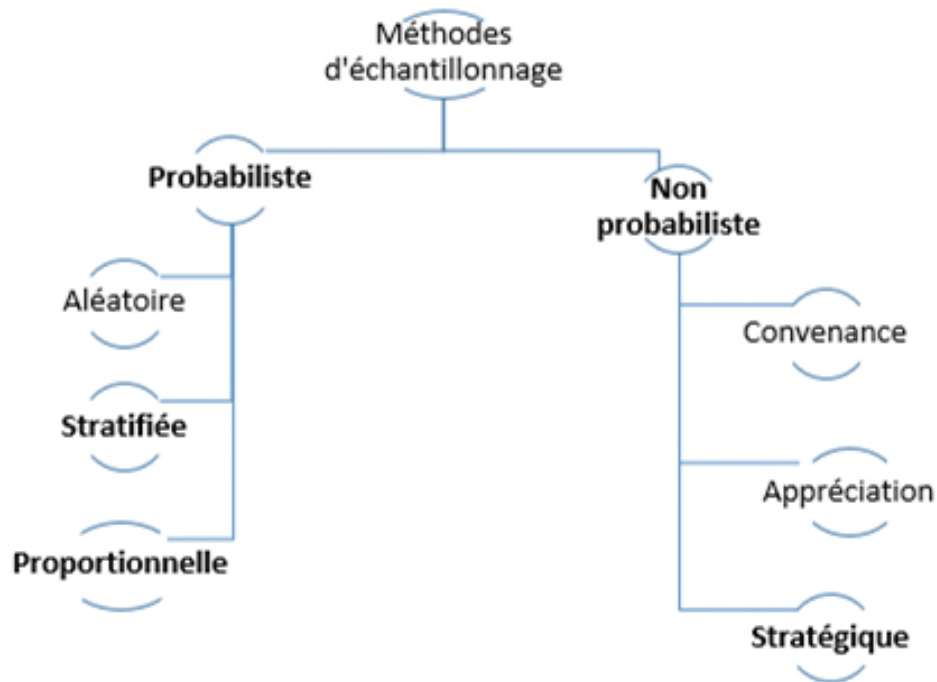 Méthodes
d'échantillonnage
Probabiliste
Non
probabiliste
Aléatoire
Convenance
Stratifiée
Appréciation
Proportionnelle
Stratégique